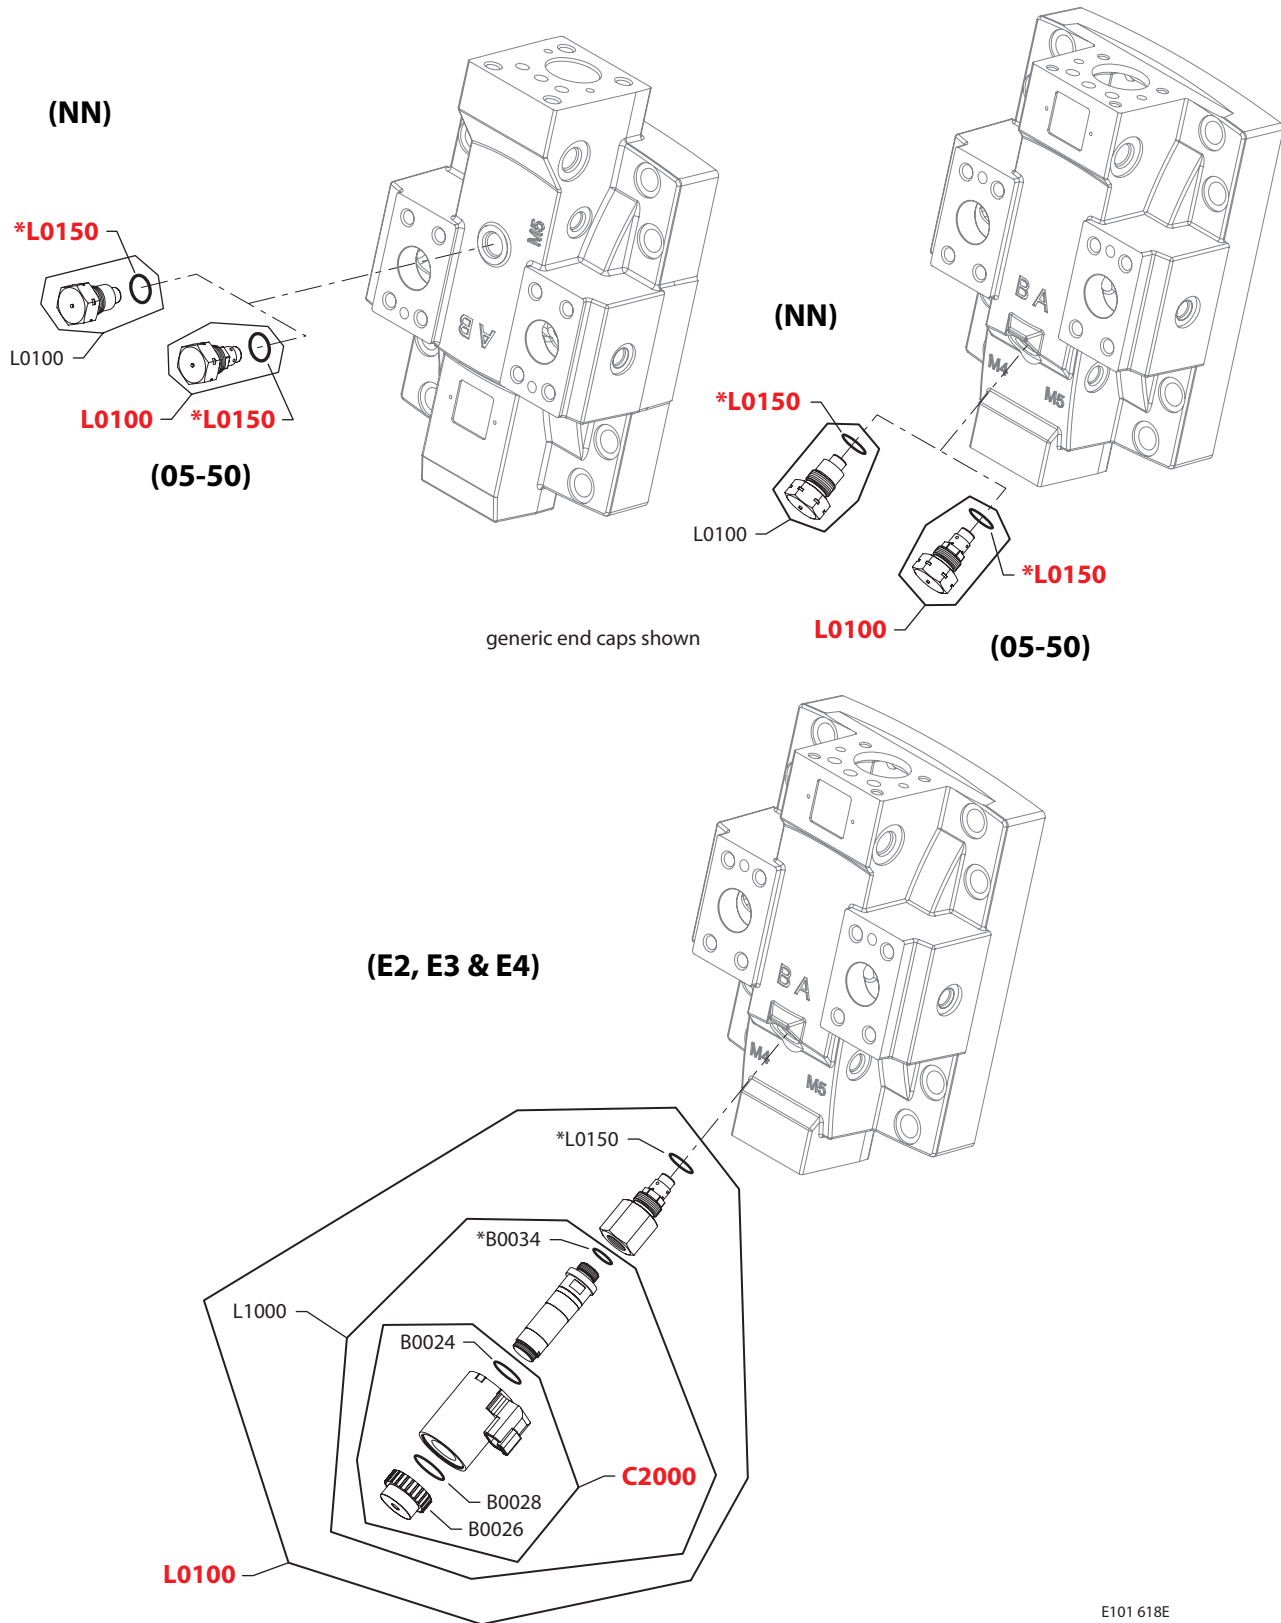 (NN)
*L0150
L0100
L0100
*L0150
(05-50)
M5
AB
(NN)
*L0150
L0100
*L0150
L0100
(05-50)
B A
M4
M5
generic end caps shown
(E2, E3 & E4)
B A
M4
M5
*L0150
*B0034
L1000
B0024
C2000
B0028
B0026
L0100
E101 618E